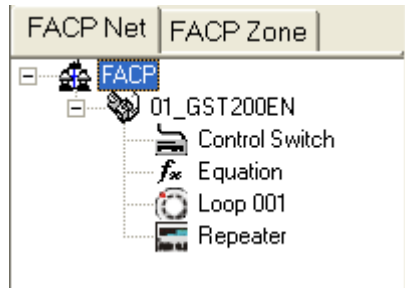 FACP Net FACP Zone
FACP
01_GST200EN
Control Switch
Equation
Loop 001
Repeater